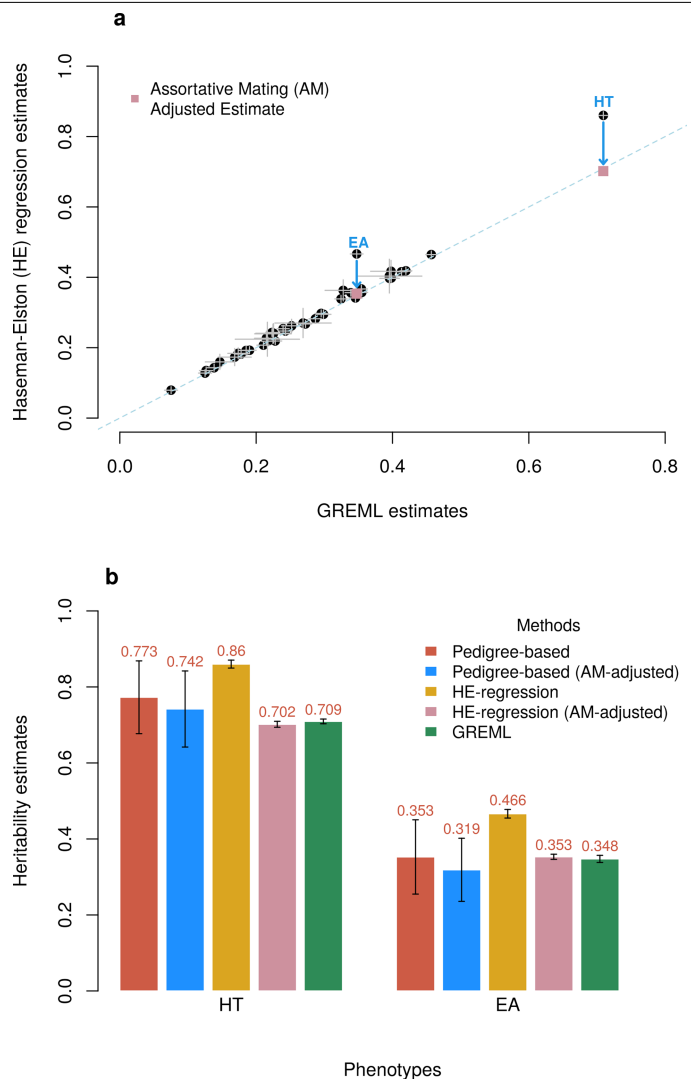 a
Haseman-Elston (HE) regression estimates
1.0
0.8
0.6
0.4
0.2
0.0
Assortative Mating (AM)
Adjusted Estimate
HT
EA
0.0 0.2 0.4 0.6 0.8
GREML estimates
b
Heritability estimates
1.0
0.8
0.6
0.4
0.2
0.0
0.773
0.742
0.86
0.702
0.709
Methods
Pedigree-based
Pedigree-based (AM-adjusted)
HE-regression
HE-regression (AM-adjusted)
GREML
0.353
0.319
0.466
0.353
0.348
HT EA
Phenotypes